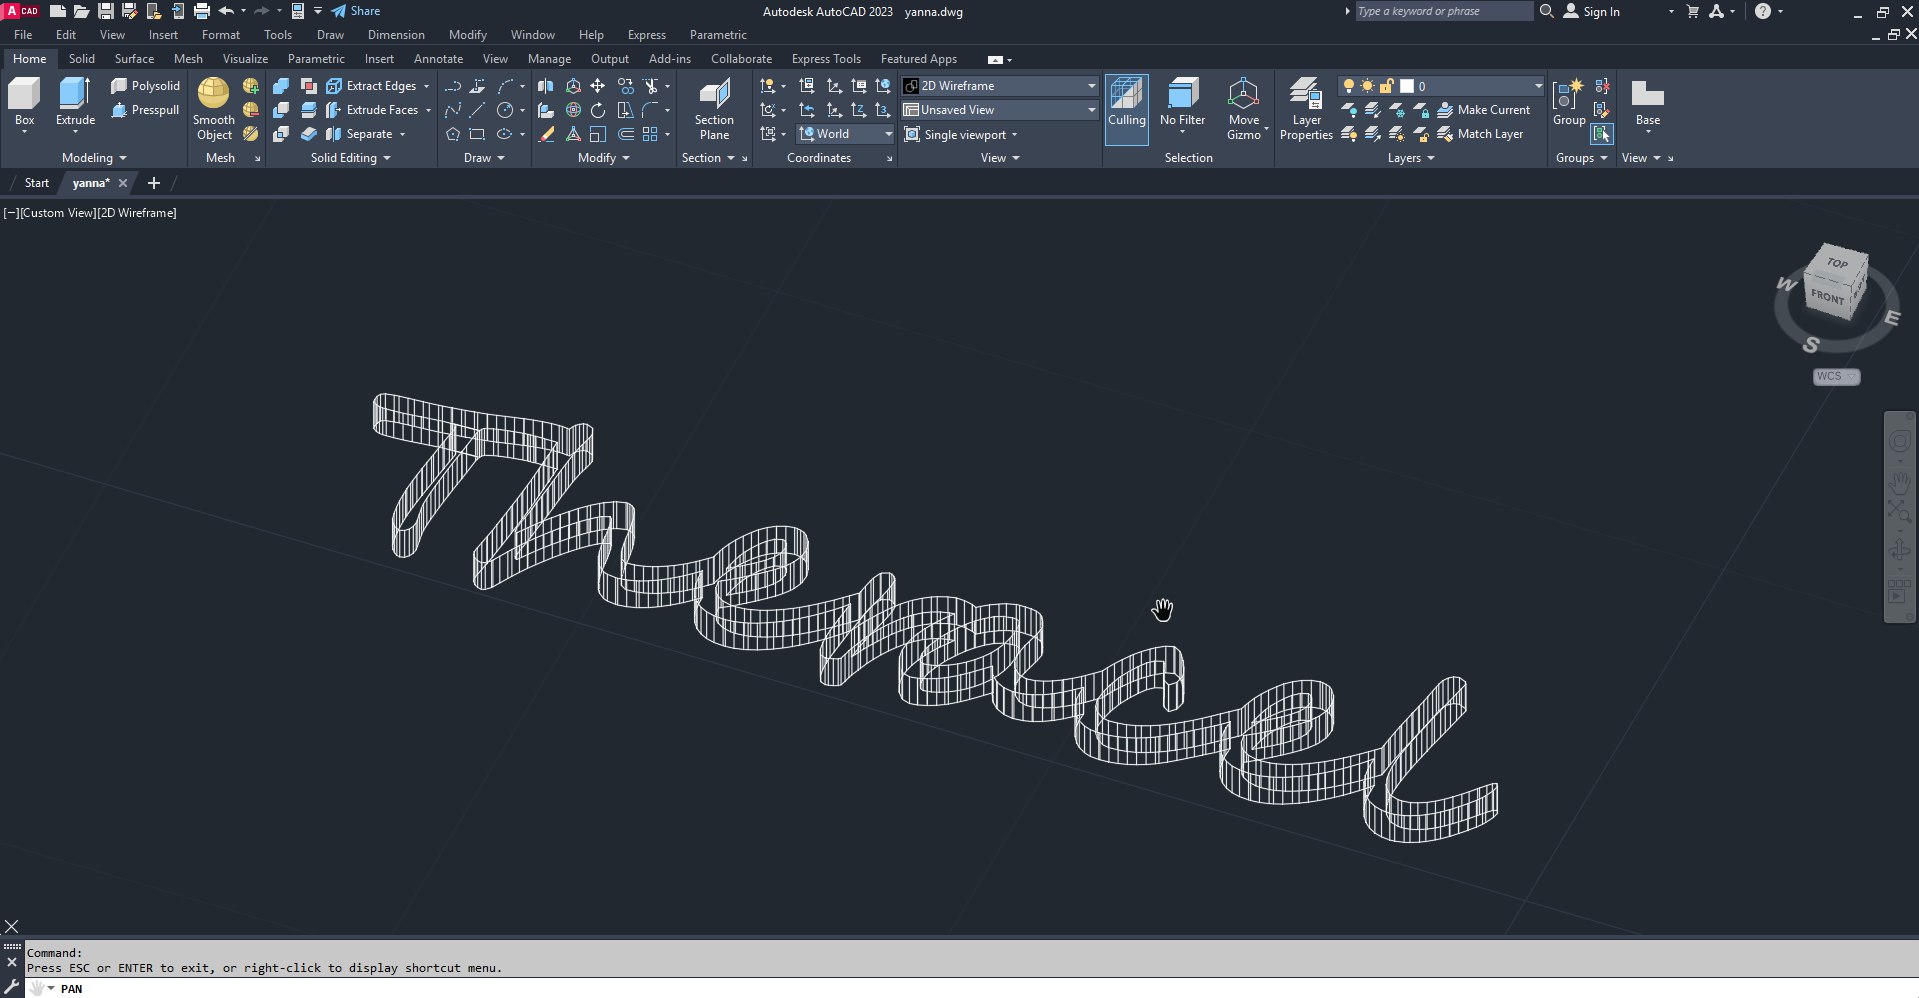 A CAD
Share
Autodesk AutoCAD 2023 yanna.dwg
Type a keyword or phrase
Sign In
File Edit View Insert Format Tools Draw Dimension Modify Window Help Express Parametric
Home Solid Surface Mesh Visualize Parametric Insert Annotate View Manage Output Add-ins Collaborate Express Tools Featured Apps
Box
Extrude
Polysolid
Presspull
Modeling
Smooth
Object
Mesh
Extract Edges
Extrude Faces
Separate
Solid Editing
Draw
Modify
Section
Plane
Section
World
Coordinates
2D Wireframe
Unsaved View
Single viewport
View
Culling
No Filter
Move
Gizmo
Selection
Layer
Properties
0
Make Current
Match Layer
Layers
Group
Groups
Base
View
Start yanna*
[−][Custom View][2D Wireframe]
TOP
FRONT
W
E
S
WCS
Thenacel
Command:
Press ESC or ENTER to exit, or right-click to display shortcut menu.
PAN